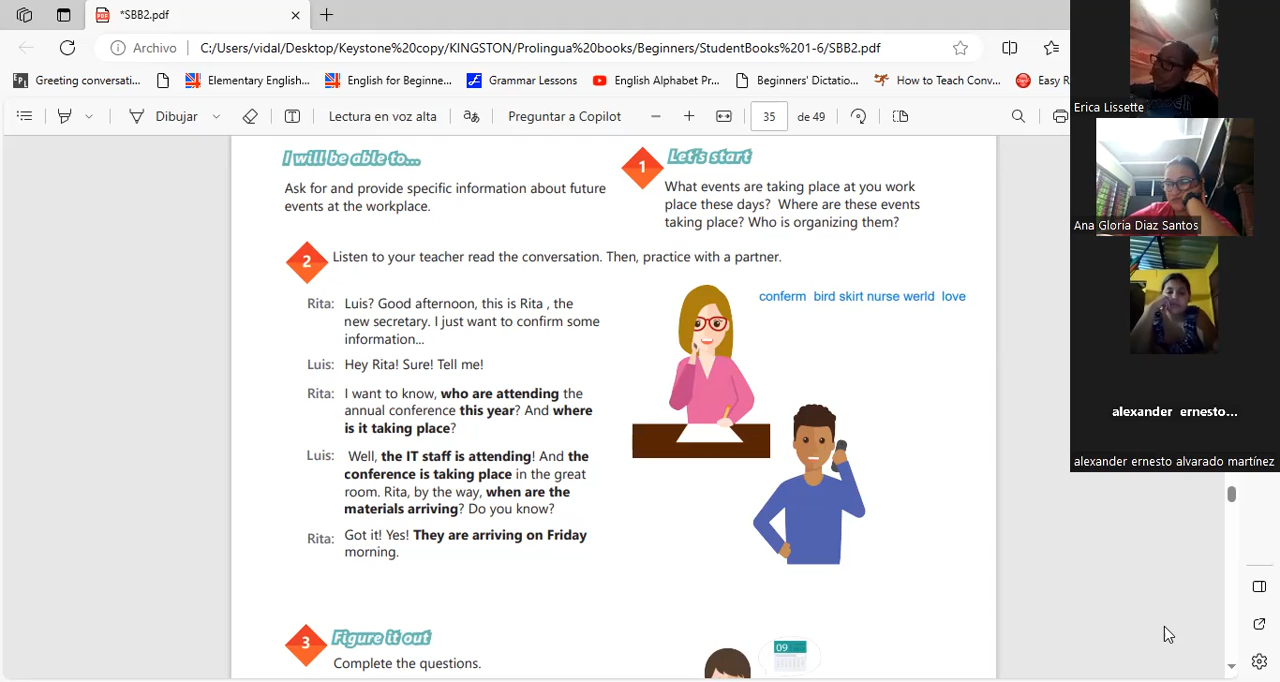 *SBB2.pdf
Archivo
C:/Users/vidal/Desktop/Keystone%20copy/KINGSTON/Prolingua%20books/Beginners/StudentBooks%201-6/SBB2.pdf
Greeting conversati...
Elementary English...
English for Beginne...
Grammar Lessons
English Alphabet Pr...
Beginners' Dictatio...
How to Teach Conv...
Easy R
Dibujar
Lectura en voz alta
Preguntar a Copilot
35
de 49
I will be able to...
Ask for and provide specific information about future
events at the workplace.
1
Let's start
What events are taking place at you work
place these days? Where are these events
taking place? Who is organizing them?
2
Listen to your teacher read the conversation. Then, practice with a partner.
Rita: Luis? Good afternoon, this is Rita , the
new secretary. I just want to confirm some
information...
Luis: Hey Rita! Sure! Tell me!
Rita: I want to know, who are attending the
annual conference this year? And where
is it taking place?
Luis: Well, the IT staff is attending! And the
conference is taking place in the great
room. Rita, by the way, when are the
materials arriving? Do you know?
Rita: Got it! Yes! They are arriving on Friday
morning.
conferm bird skirt nurse werld love
3
Figure it out
Complete the questions.
09
Erica Lissette
Ana Gloria Diaz Santos
alexander ernesto...
alexander ernesto alvarado martínez